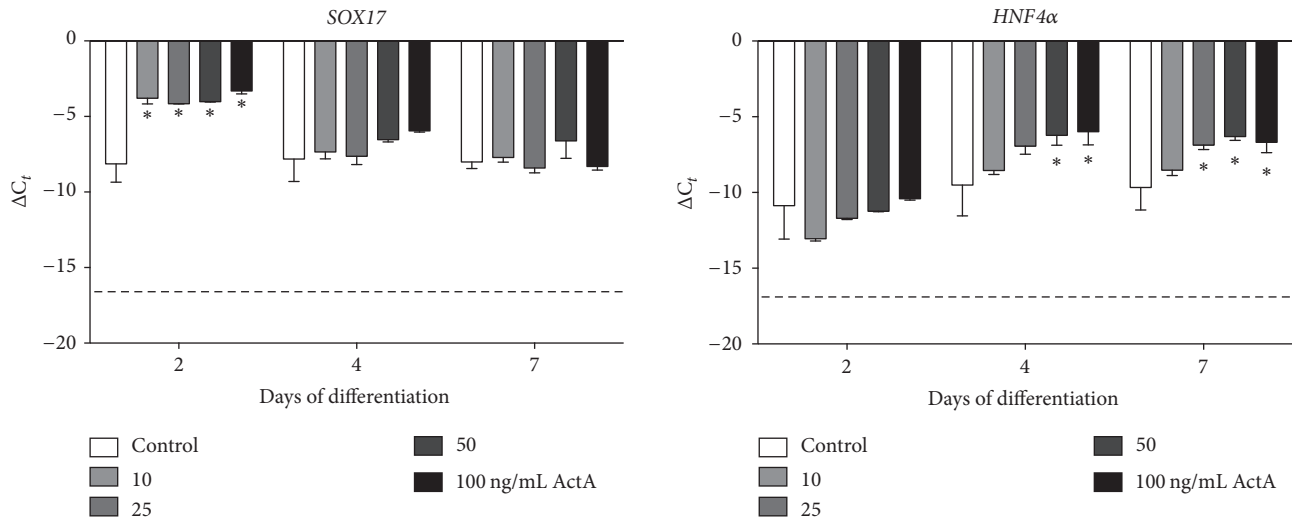 SOX17
0
−5
−10
−15
−20
ΔCt
* * * *
2 4 7
Days of differentiation
Control
10
25
50
100 ng/mL ActA
HNF4α
0
−5
−10
−15
−20
ΔCt
* * * * *
2 4 7
Days of differentiation
Control
10
25
50
100 ng/mL ActA